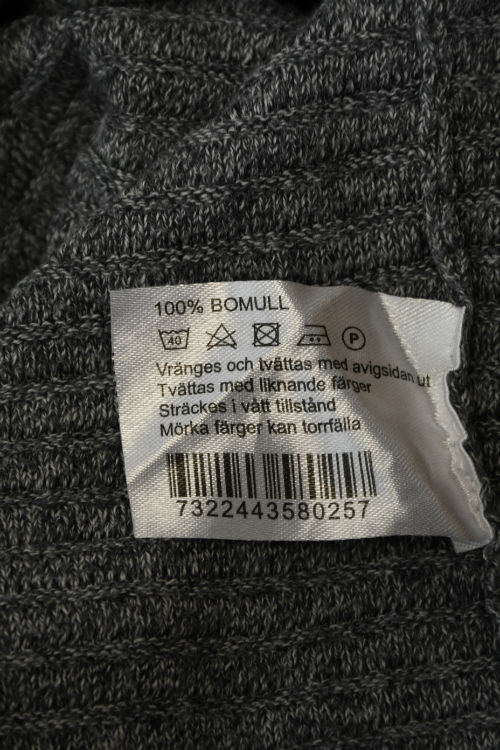 100% BOMULL
40 P
Vränges och tvättas med avigsidan ut
Tvättas med liknande färger
Sträckes i vått tillstånd
Mörka färger kan torrfälla
7322443580257